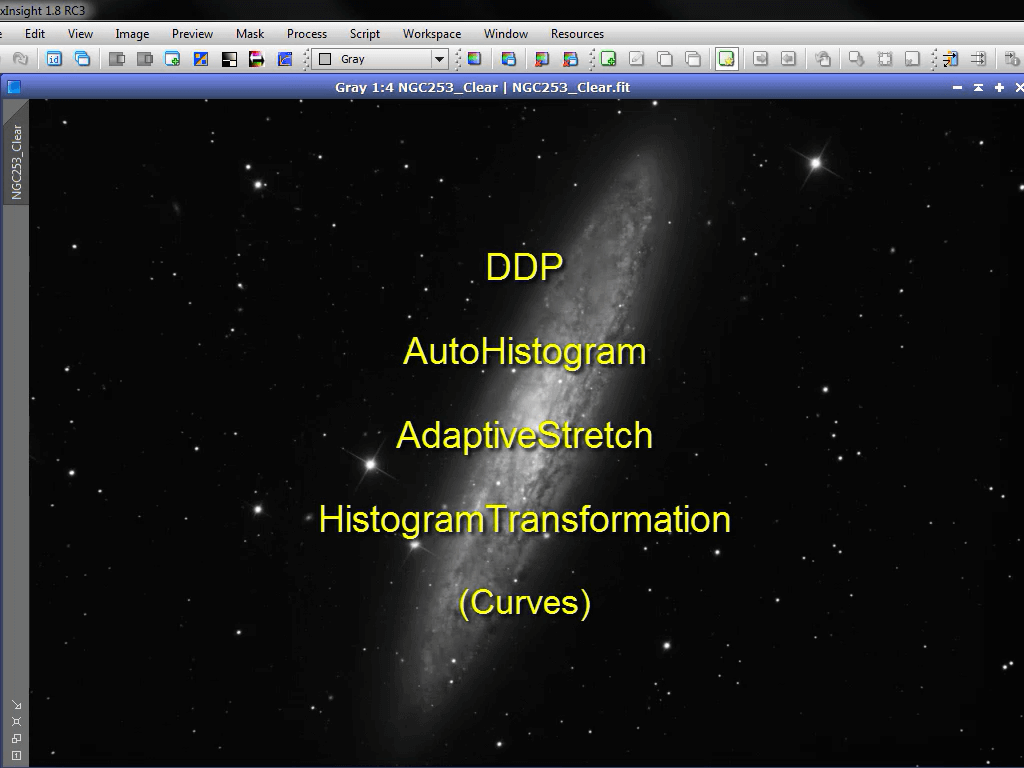 xInsight 1.8 RC3
Edit View Image Preview Mask Process Script Workspace Window Resources
id Gray
Gray 1:4 NGC253_Clear | NGC253_Clear.fit
NGC253_Clear
DDP
AutoHistogram
AdaptiveStretch
HistogramTransformation
(Curves)